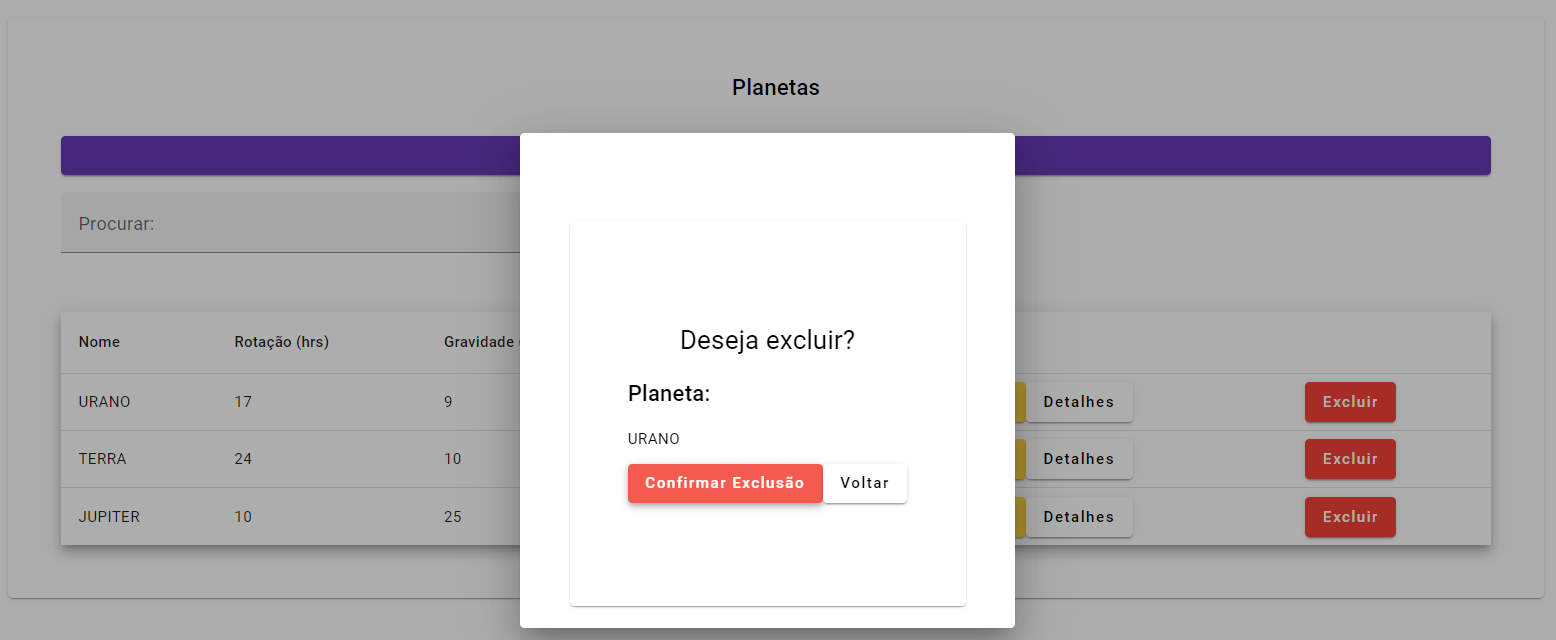 Planetas
Procurar:
Nome Rotação (hrs) Gravidade
URANO 17 9 Detalhes Excluir
TERRA 24 10 Detalhes Excluir
JUPITER 10 25 Detalhes Excluir
Deseja excluir?
Planeta:
URANO
Confirmar Exclusão Voltar